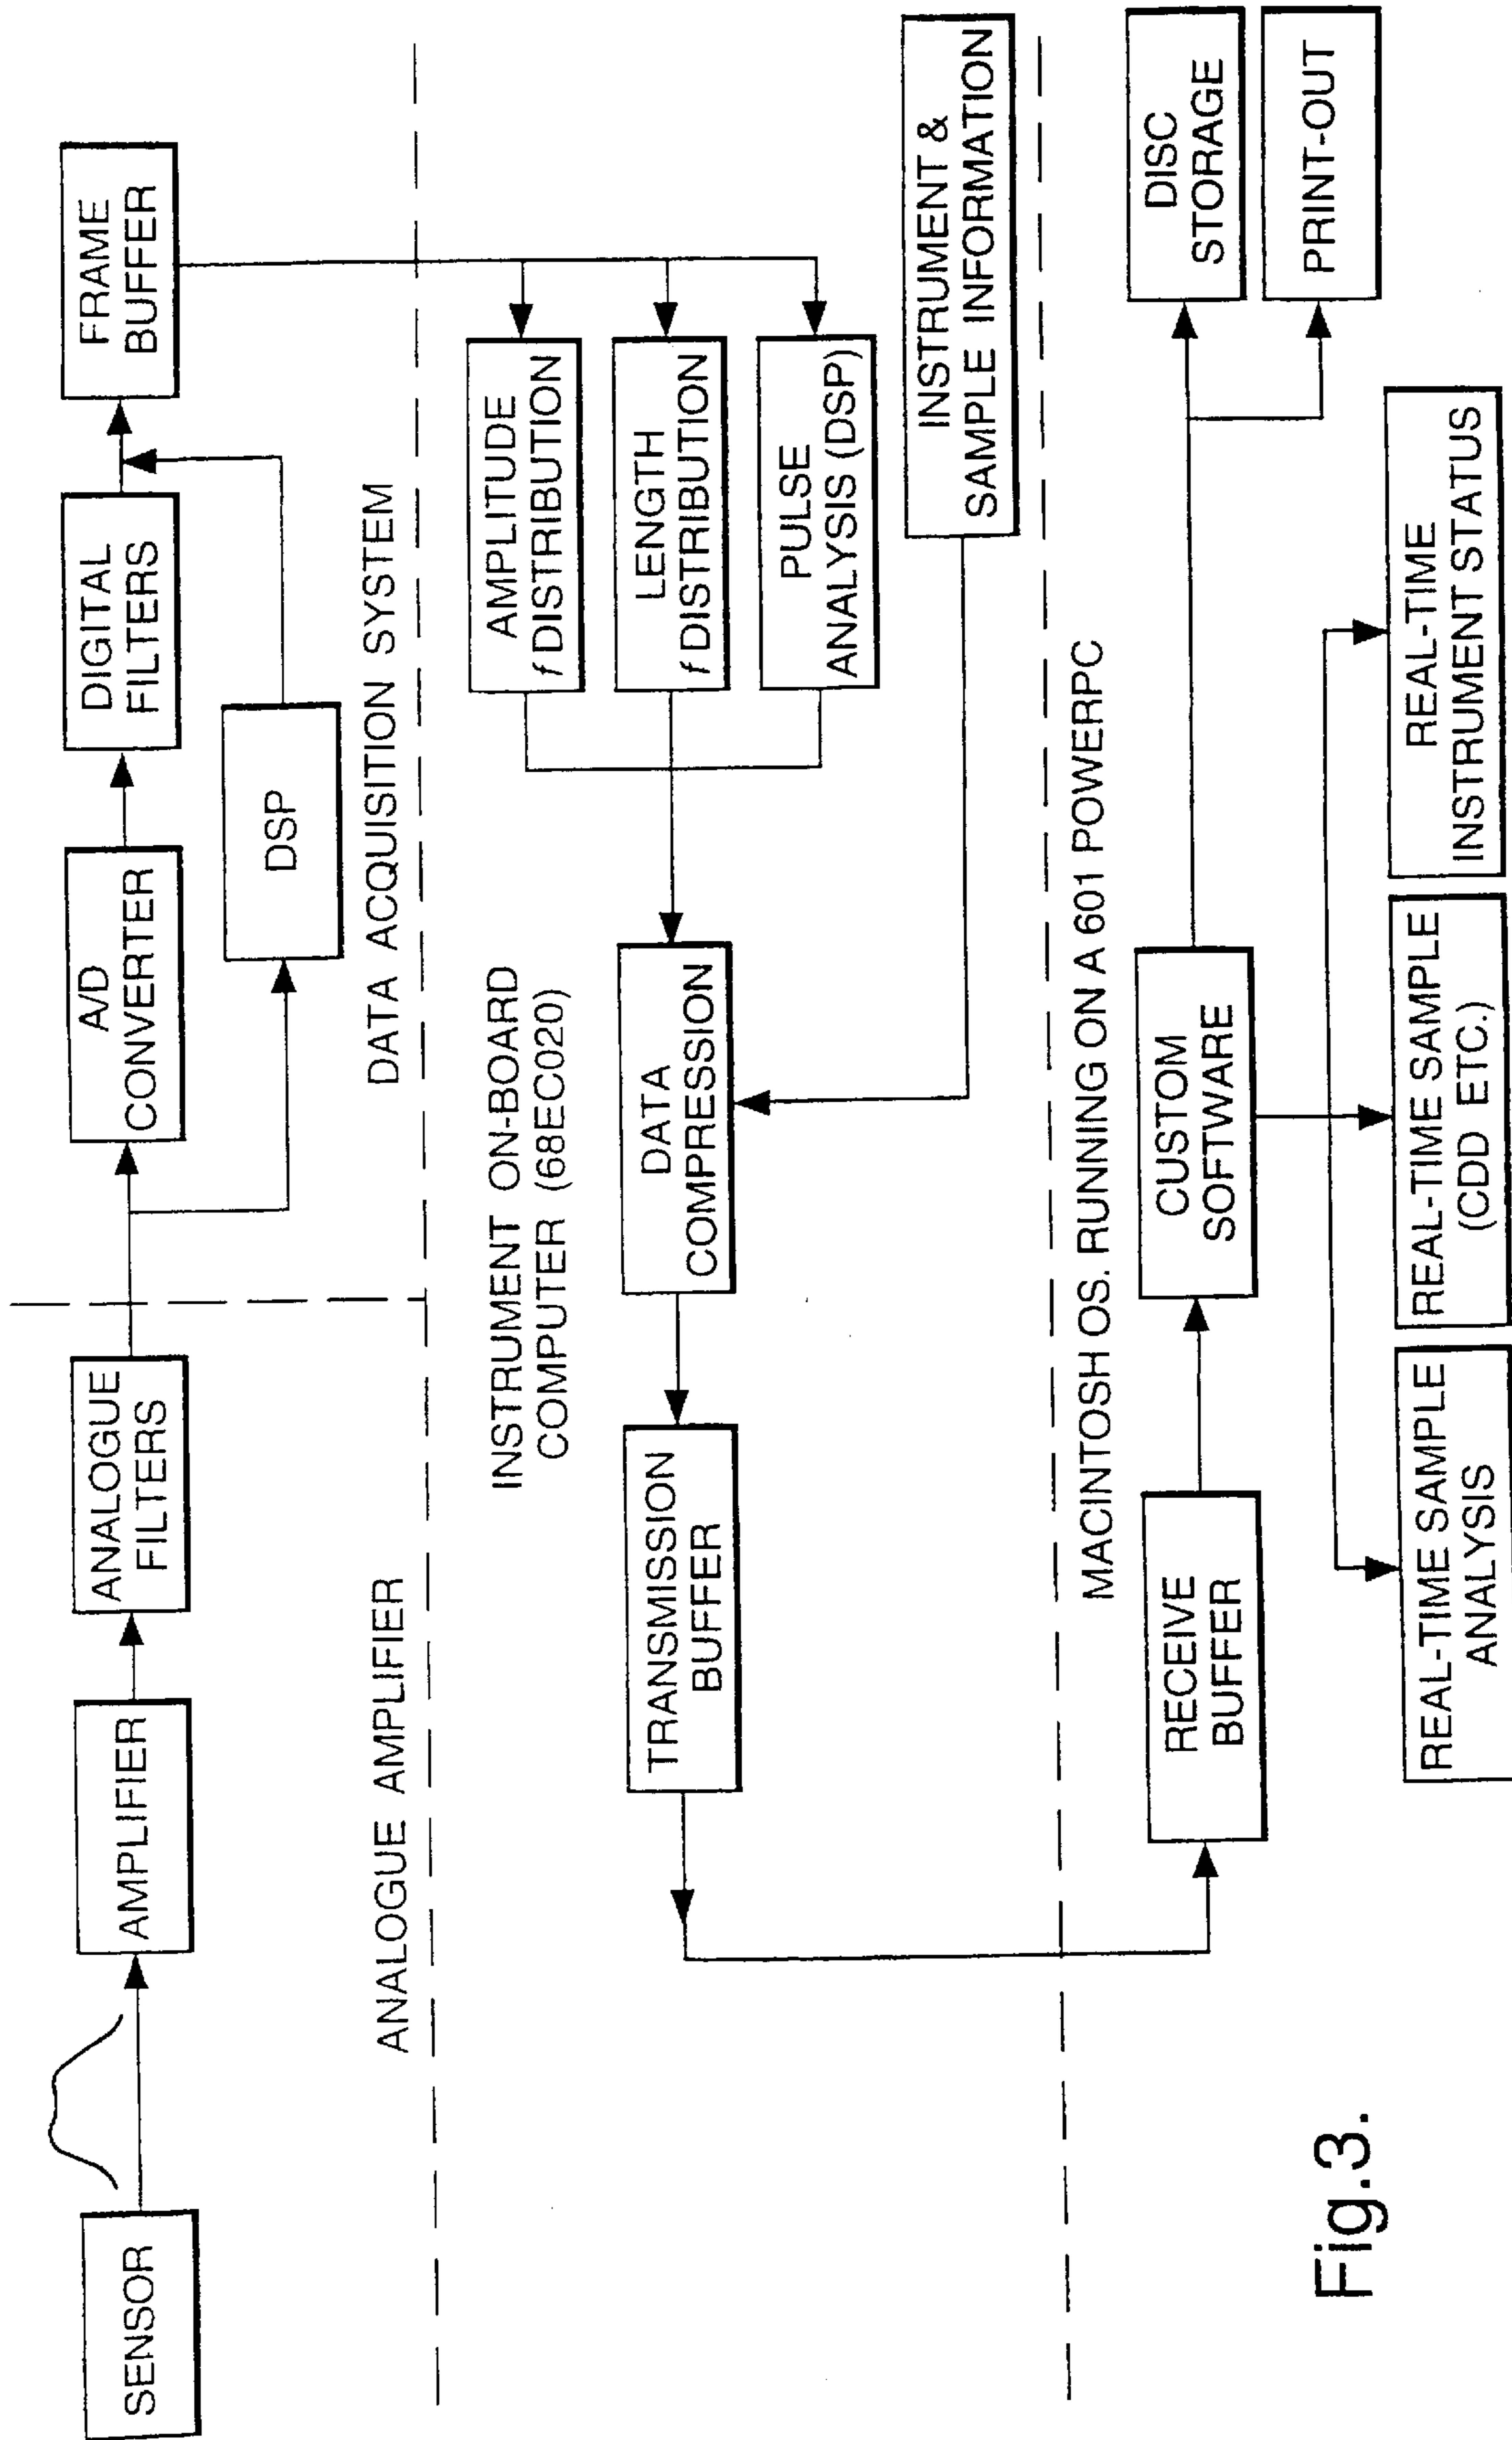 SENSOR
AMPLIFIER
ANALOGUE
FILTERS
A/D
CONVERTER
DIGITAL
FILTERS
FRAME
BUFFER
DSP
ANALOGUE AMPLIFIER
DATA ACQUISITION SYSTEM
INSTRUMENT ON-BOARD
COMPUTER (68EC020)
AMPLITUDE
f DISTRIBUTION
LENGTH
f DISTRIBUTION
PULSE
ANALYSIS (DSP)
TRANSMISSION
BUFFER
DATA
COMPRESSION
INSTRUMENT &
SAMPLE INFORMATION
MACINTOSH OS. RUNNING ON A 601 POWERPC
RECEIVE
BUFFER
CUSTOM
SOFTWARE
DISC
STORAGE
PRINT-OUT
REAL-TIME SAMPLE
ANALYSIS
REAL-TIME SAMPLE
(CDD ETC.)
REAL-TIME
INSTRUMENT STATUS
Fig.3.